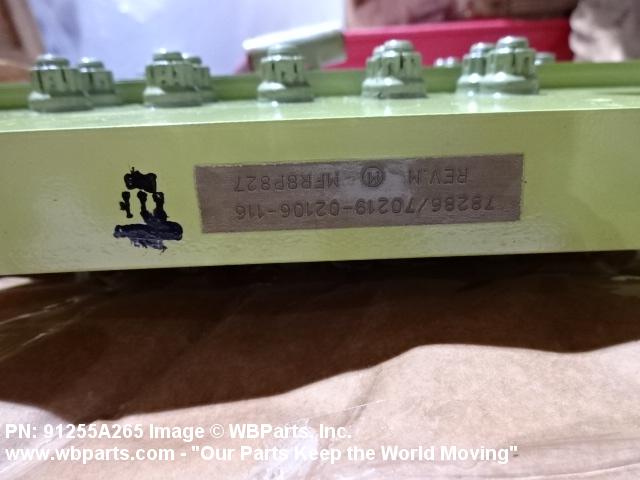 78286/70219-02106-116
REV.M Ⓜ MFR8P827
PN: 91255A265 Image © WBParts, Inc.
www.wbparts.com - "Our Parts Keep the World Moving"